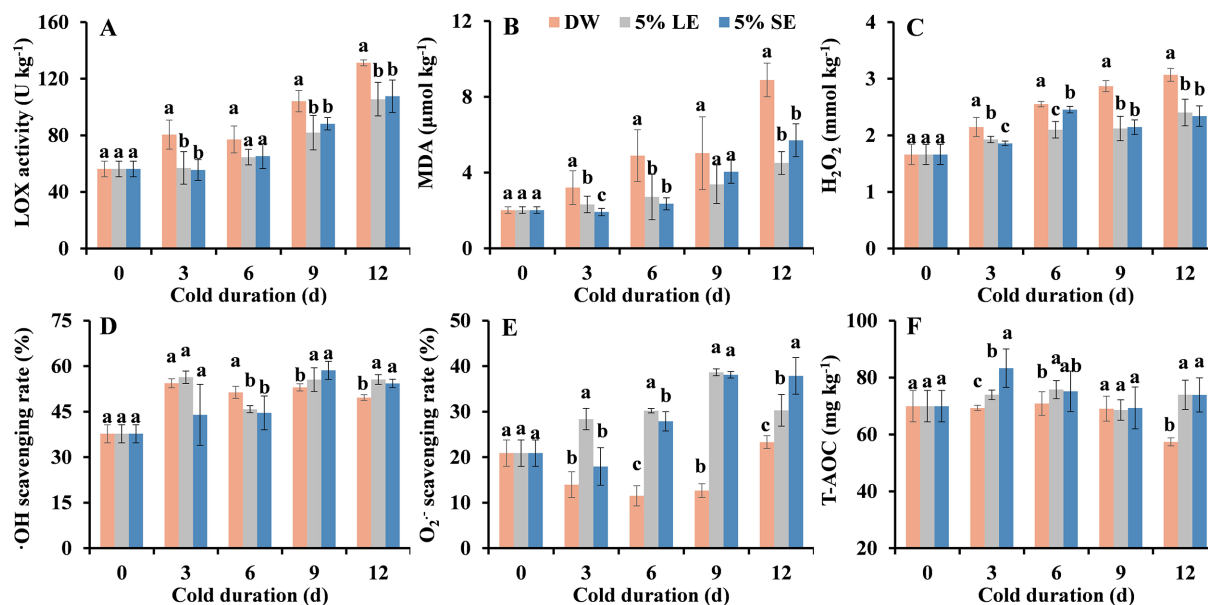 A
LOX activity (U kg⁻¹)
160
120
80
40
0
a a a
a b b
a a a
a b b
a b b
0 3 6 9 12
Cold duration (d)
B
DW 5% LE 5% SE
MDA (μmol kg⁻¹)
12
8
4
0
a a a
a b c
a b b
a a a
a b b
0 3 6 9 12
Cold duration (d)
C
H₂O₂ (mmol kg⁻¹)
4
3
2
1
0
a a a
a b c
a c b
a b b
a b b
0 3 6 9 12
Cold duration (d)
D
·OH scavenging rate (%)
75
60
45
30
15
0
a a a
a a a
a b b
b a a
b a a
0 3 6 9 12
Cold duration (d)
E
O₂·⁻ scavenging rate (%)
50
40
30
20
10
0
a a a
b a b
c a b
b a a
c b a
0 3 6 9 12
Cold duration (d)
F
T-AOC (mg kg⁻¹)
100
80
60
40
20
a a a
c b a
b a ab
a a a
b a a
0 3 6 9 12
Cold duration (d)